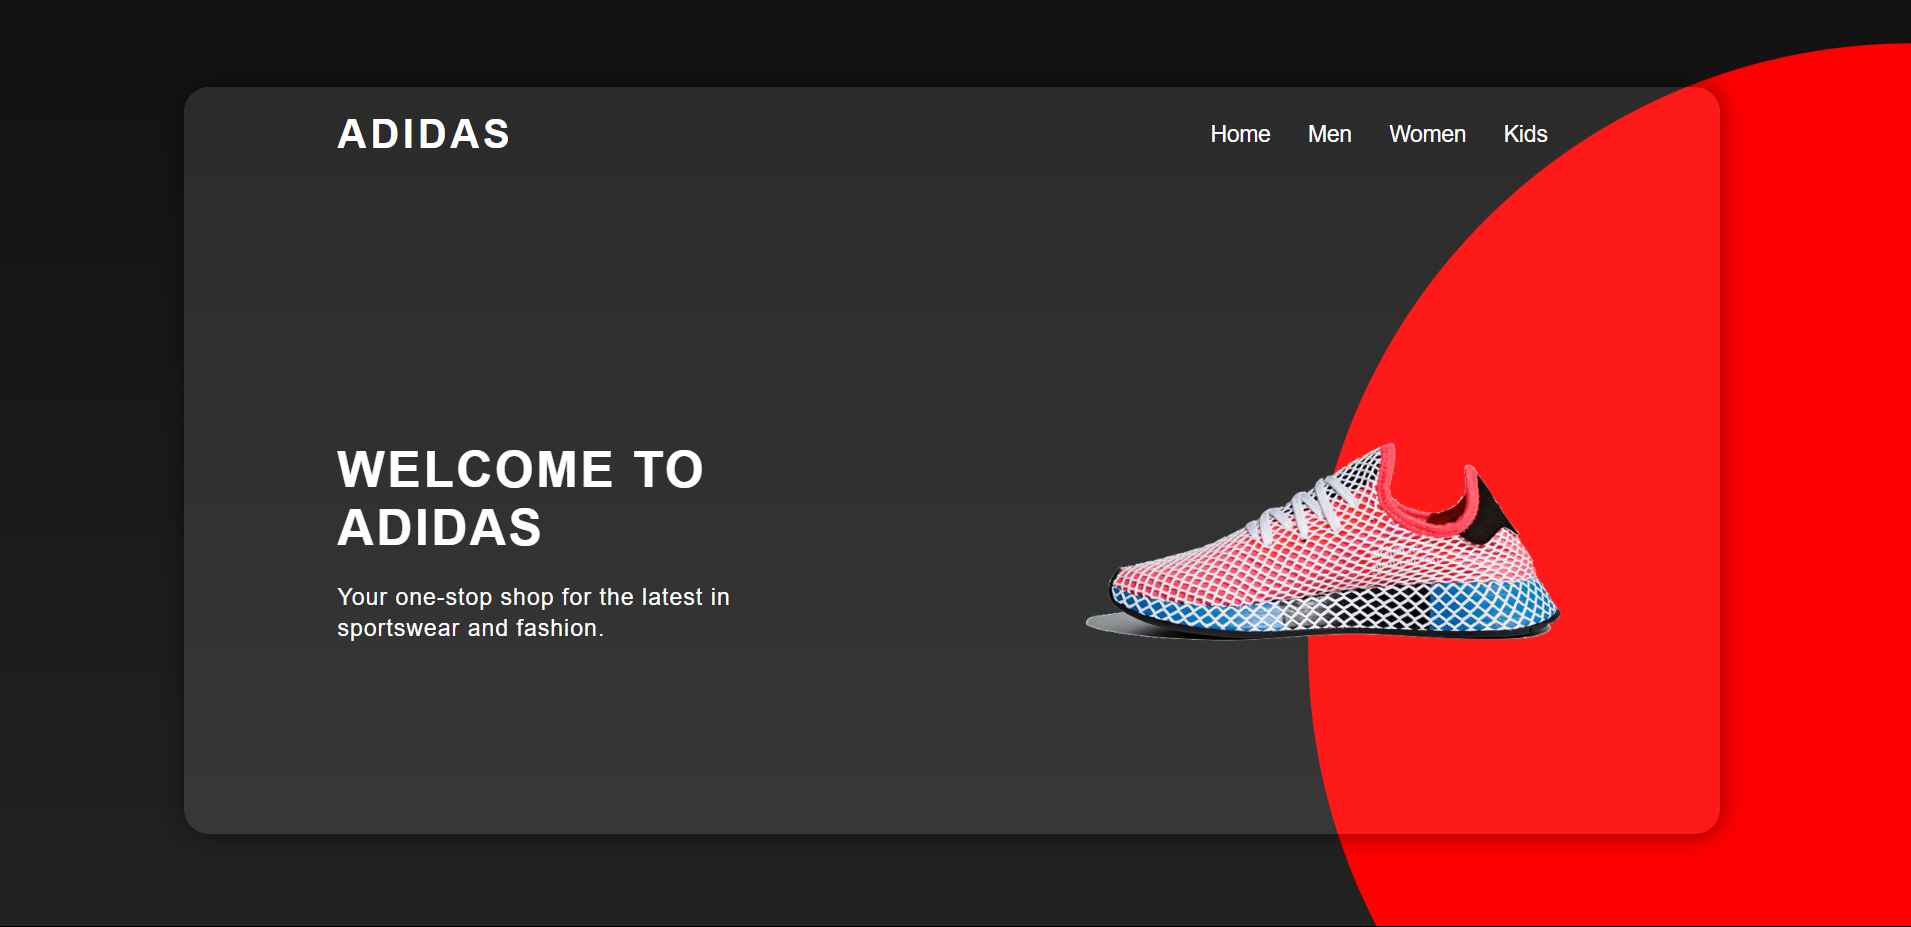 ADIDAS
Home Men Women Kids
WELCOME TO
ADIDAS
Your one-stop shop for the latest in
sportswear and fashion.